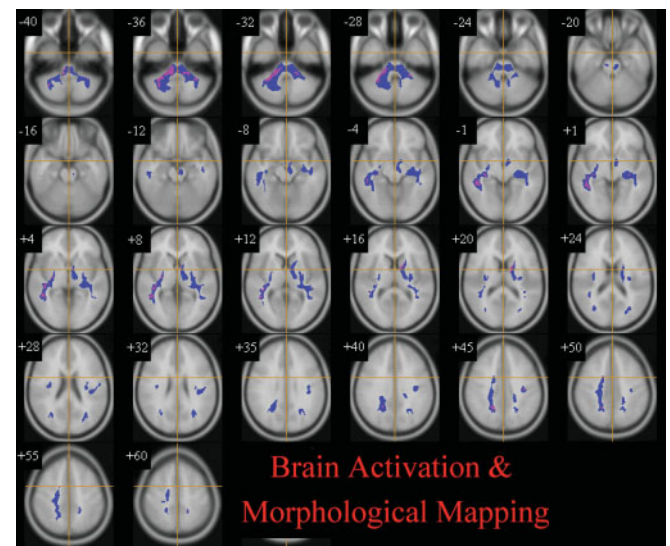 -40 -36 -32 -28 -24 -20
-16 -12 -8 -4 -1 +1
+4 +8 +12 +16 +20 +24
+28 +32 +35 +40 +45 +50
+55 +60
Brain Activation &
Morphological Mapping